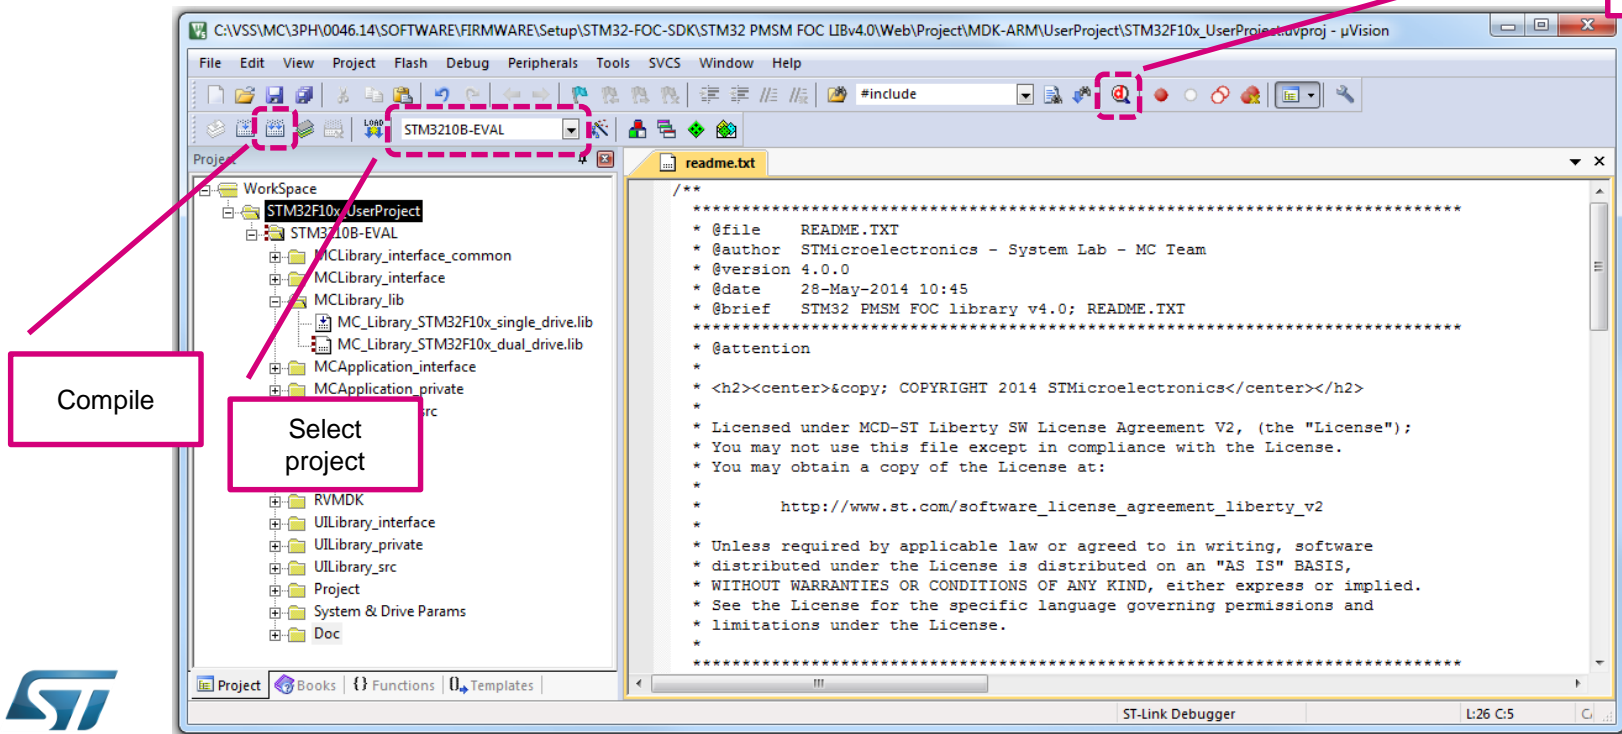 C:\VSS\MC\3PH\0046.14\SOFTWARE\FIRMWARE\Setup\STM32-FOC-SDK\STM32 PMSM FOC LIBv4.0\Web\Project\MDK-ARM\UserProject\STM32F10x_UserProject.uvproj - µVision
File Edit View Project Flash Debug Peripherals Tools SVCS Window Help
#include
LOAD STM3210B-EVAL
Project
readme.txt
WorkSpace
STM32F10x_UserProject
STM3210B-EVAL
MCLibrary_interface_common
MCLibrary_interface
MCLibrary_lib
MC_Library_STM32F10x_single_drive.lib
MC_Library_STM32F10x_dual_drive.lib
MCApplication_interface
MCApplication_private
src
RVMDK
UILibrary_interface
UILibrary_private
UILibrary_src
Project
System & Drive Params
Doc
Compile
Select
project
Project Books {} Functions Templates
/**
******************************************************************************
* @file    README.TXT
* @author  STMicroelectronics - System Lab - MC Team
* @version 4.0.0
* @date    28-May-2014 10:45
* @brief   STM32 PMSM FOC library v4.0; README.TXT
******************************************************************************
* @attention
*
* <h2><center>&copy; COPYRIGHT 2014 STMicroelectronics</center></h2>
*
* Licensed under MCD-ST Liberty SW License Agreement V2, (the "License");
* You may not use this file except in compliance with the License.
* You may obtain a copy of the License at:
*
*        http://www.st.com/software_license_agreement_liberty_v2
*
* Unless required by applicable law or agreed to in writing, software
* distributed under the License is distributed on an "AS IS" BASIS,
* WITHOUT WARRANTIES OR CONDITIONS OF ANY KIND, either express or implied.
* See the License for the specific language governing permissions and
* limitations under the License.
*
******************************************************************************
ST-Link Debugger
L:26 C:5
ST